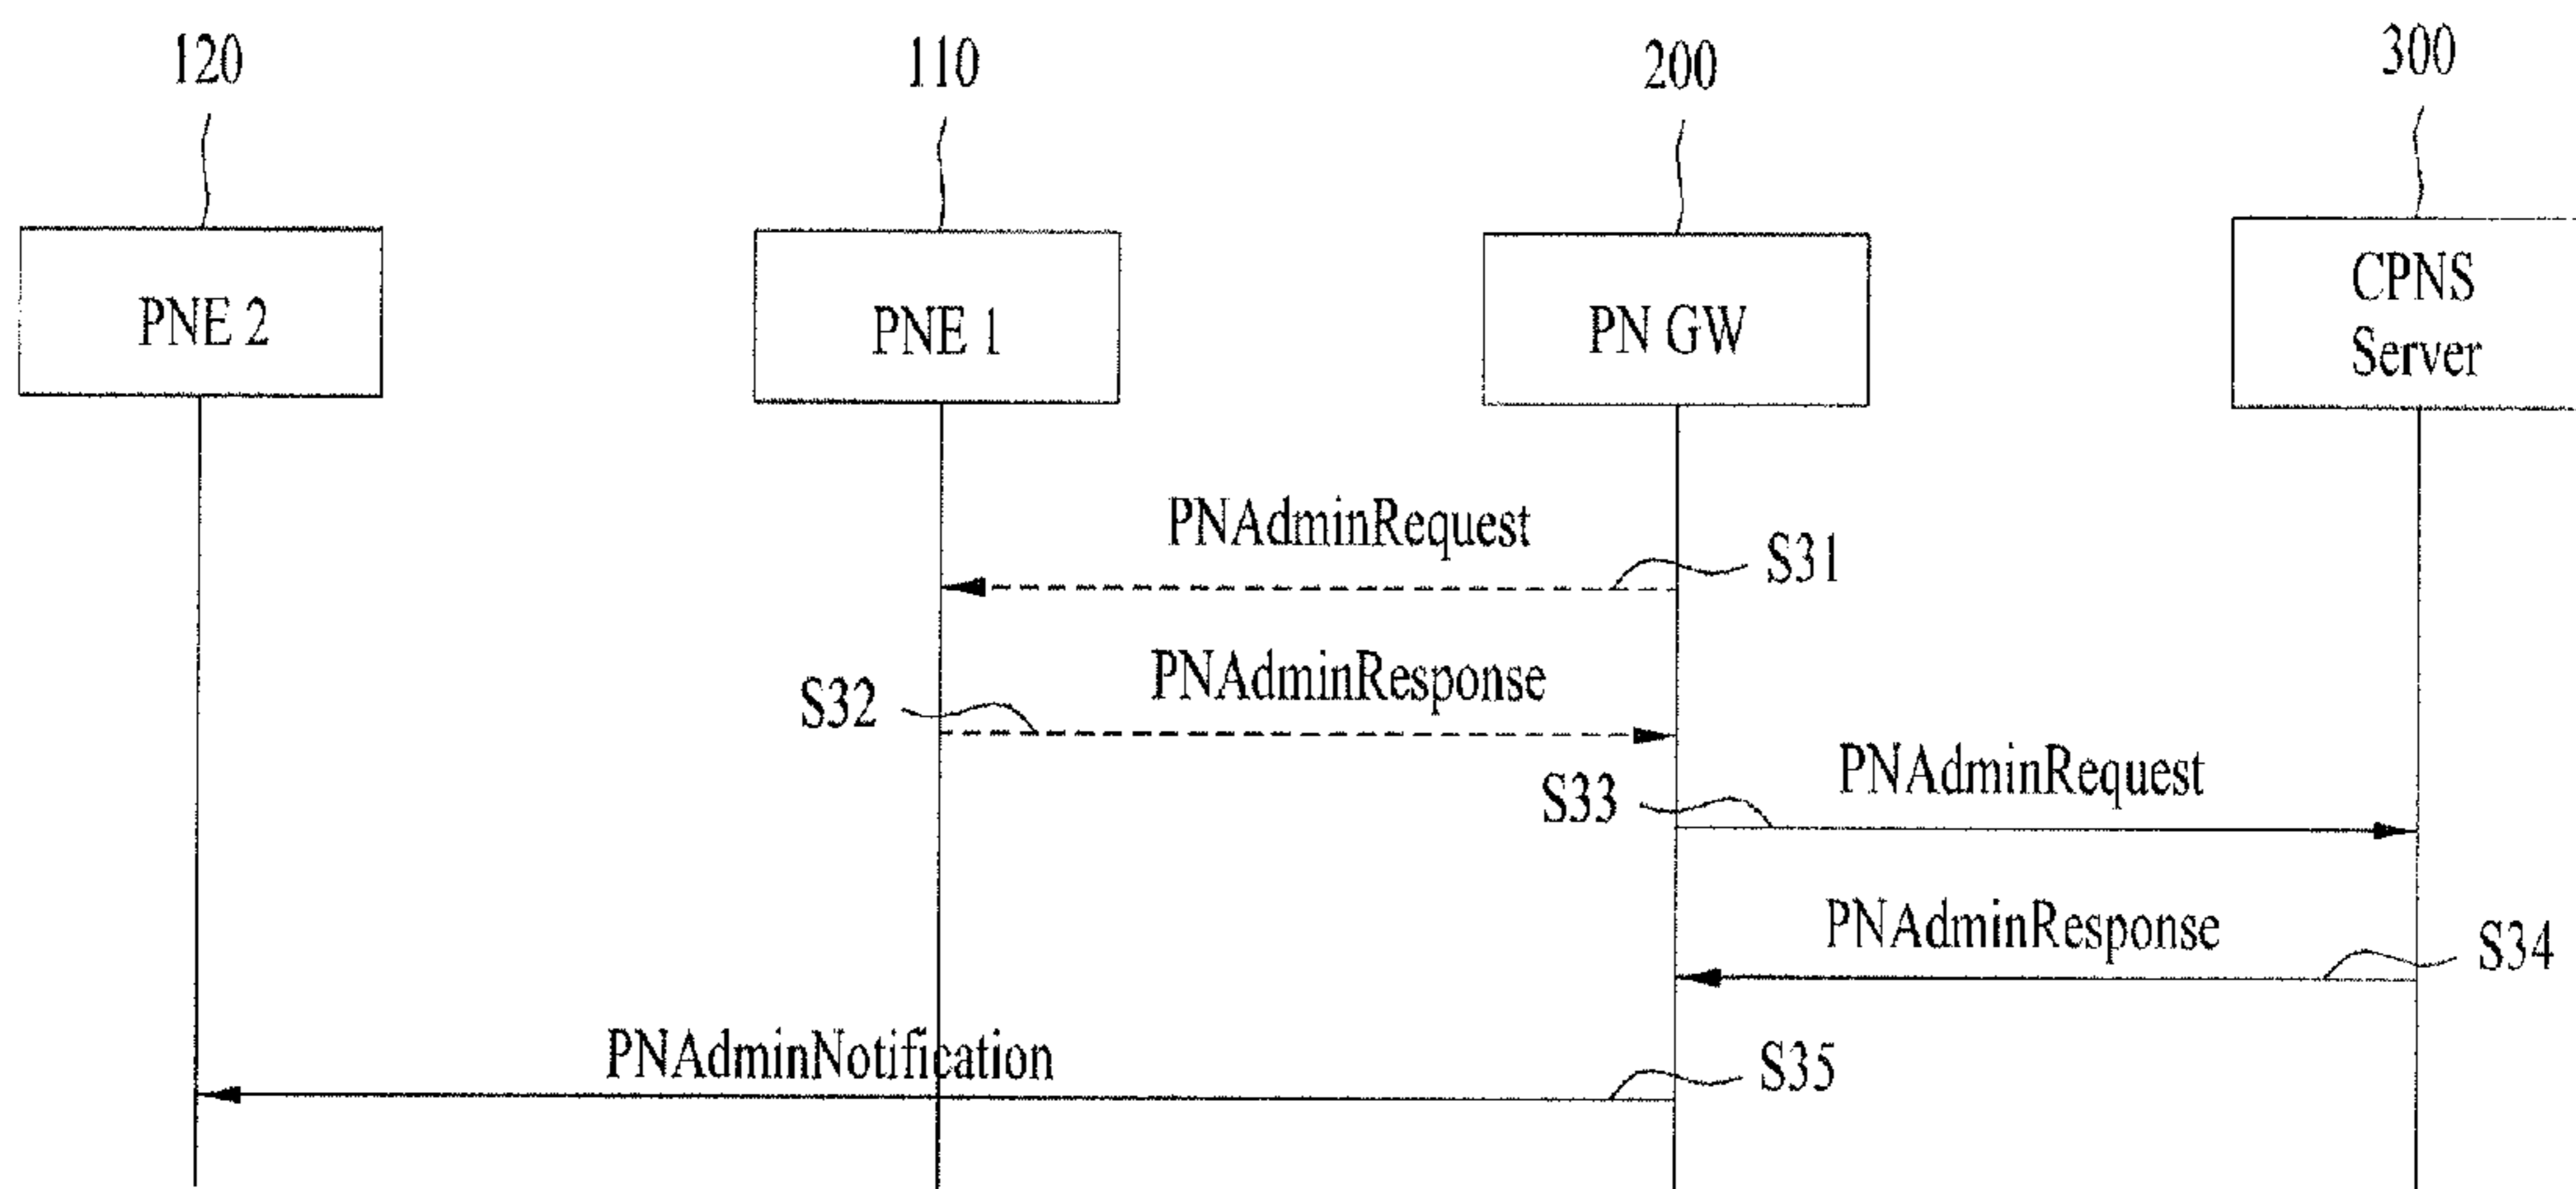 120
110
200
300
PNE 2
PNE 1
PN GW
CPNS
Server
PNAdminRequest
S31
PNAdminResponse
S32
PNAdminRequest
S33
PNAdminResponse
S34
PNAdminNotification
S35